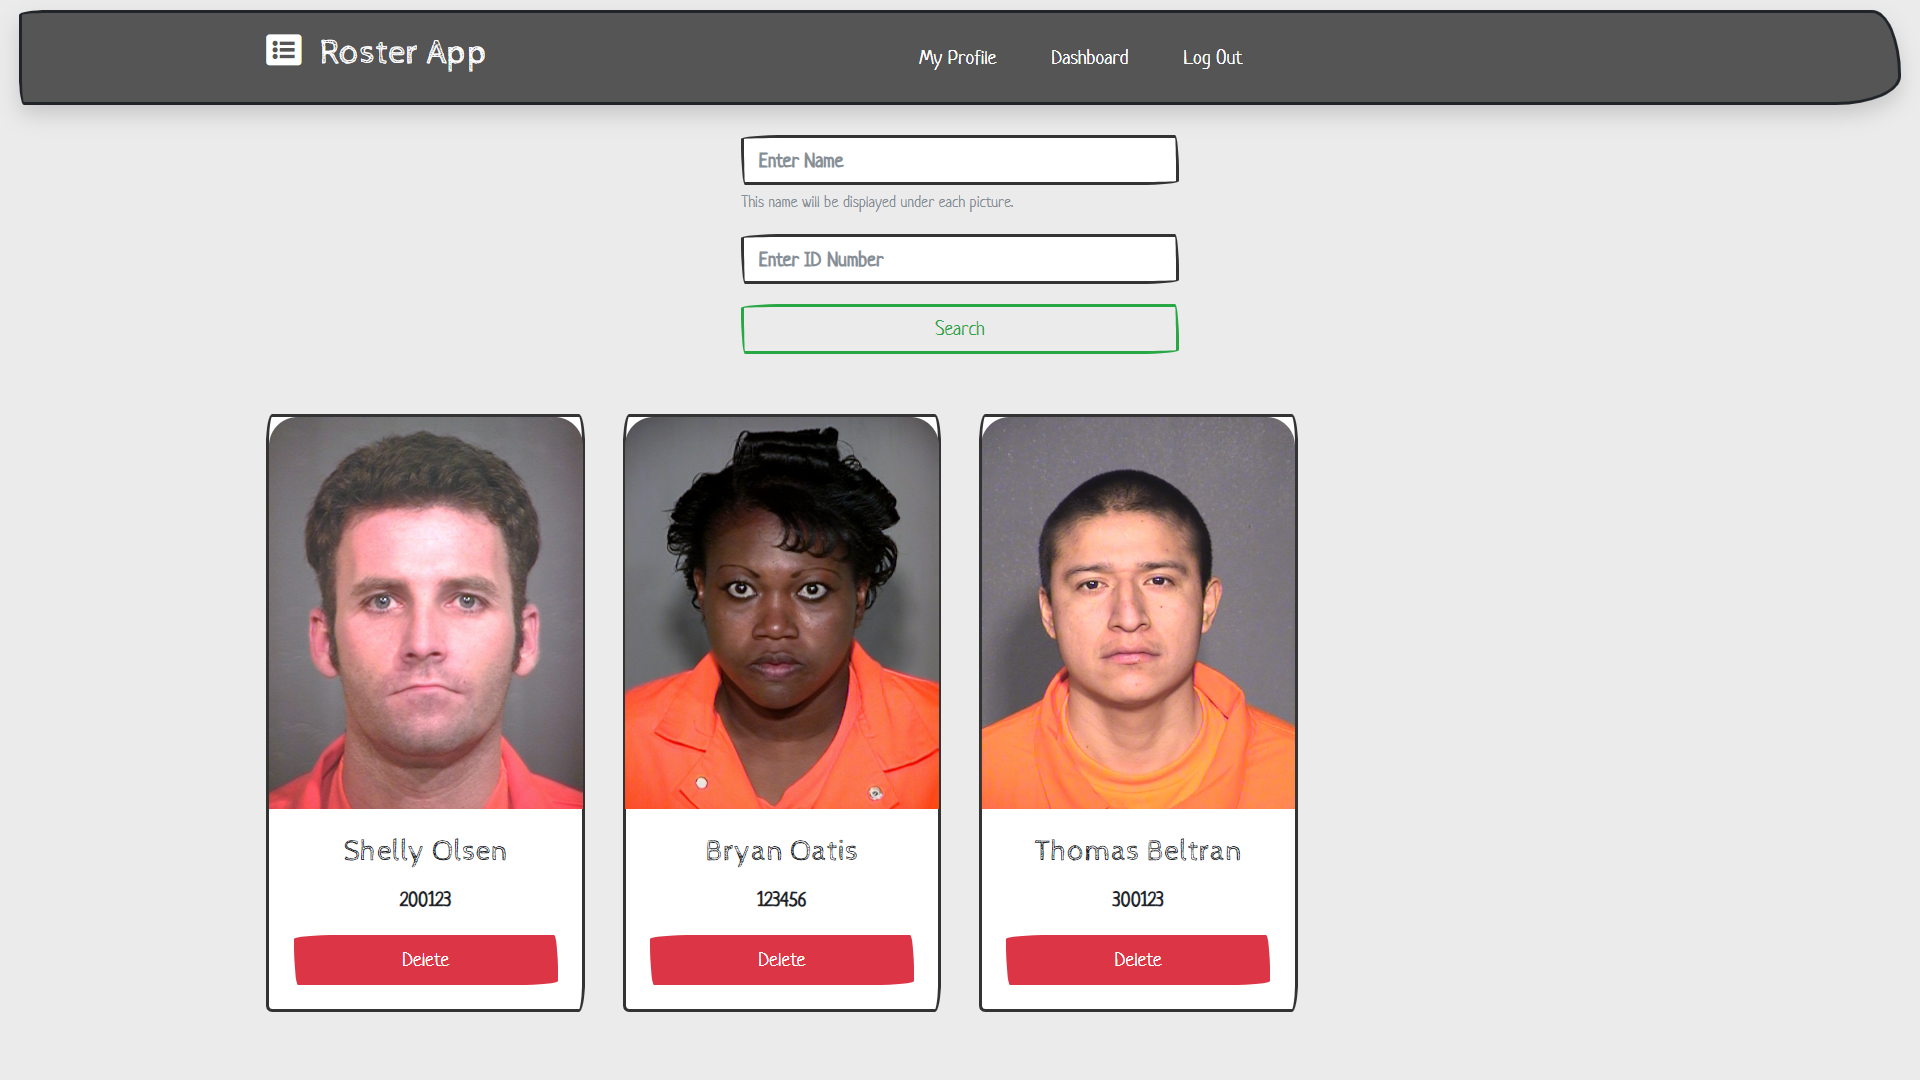 Roster App
My Profile Dashboard Log Out
Enter Name
This name will be displayed under each picture.
Enter ID Number
Search
Shelly Olsen
200123
Delete
Bryan Oatis
123456
Delete
Thomas Beltran
300123
Delete